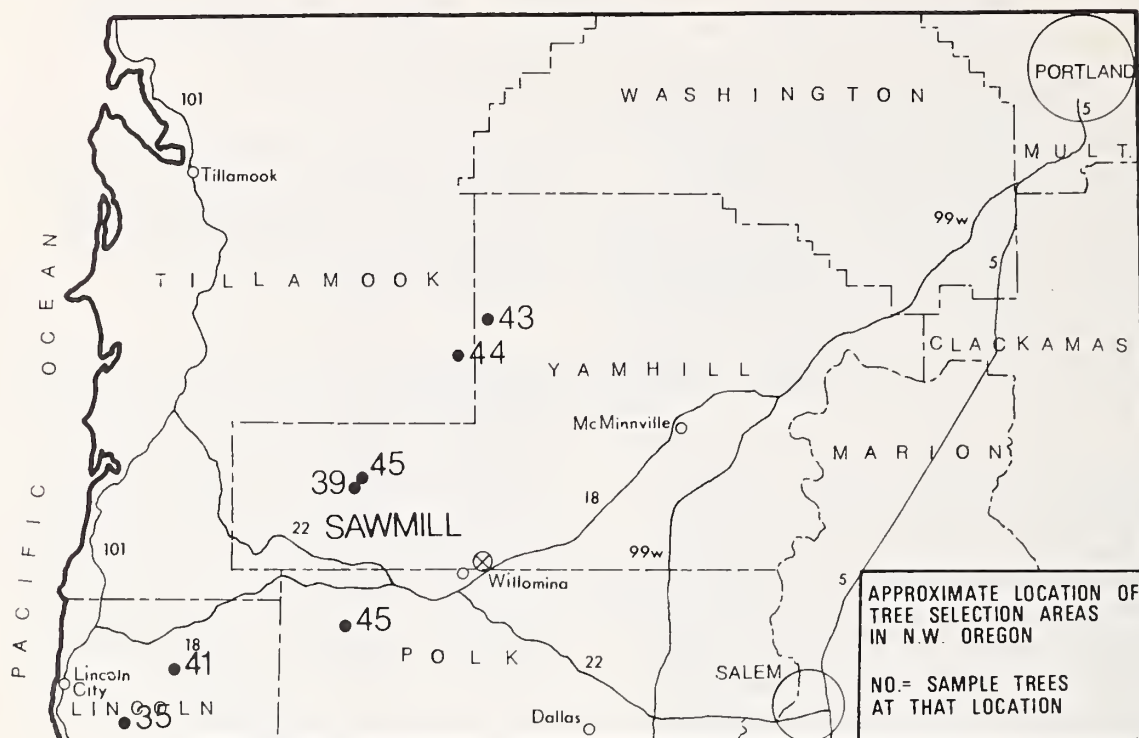 PORTLAND
5
WASHINGTON
MULT.
101
Tillamook
99w
5
TILLAMOOK
PACIFIC OCEAN
43
44
CLACKAMAS
YAMHILL
McMinnville
MARION
45
39
18
SAWMILL
22
101
99w
Willomina
5
APPROXIMATE LOCATION OF
TREE SELECTION AREAS
IN N.W. OREGON
NO.= SAMPLE TREES
AT THAT LOCATION
45
POLK
18
41
22
SALEM
Lincoln
City
LINCOLN
35
Dallas